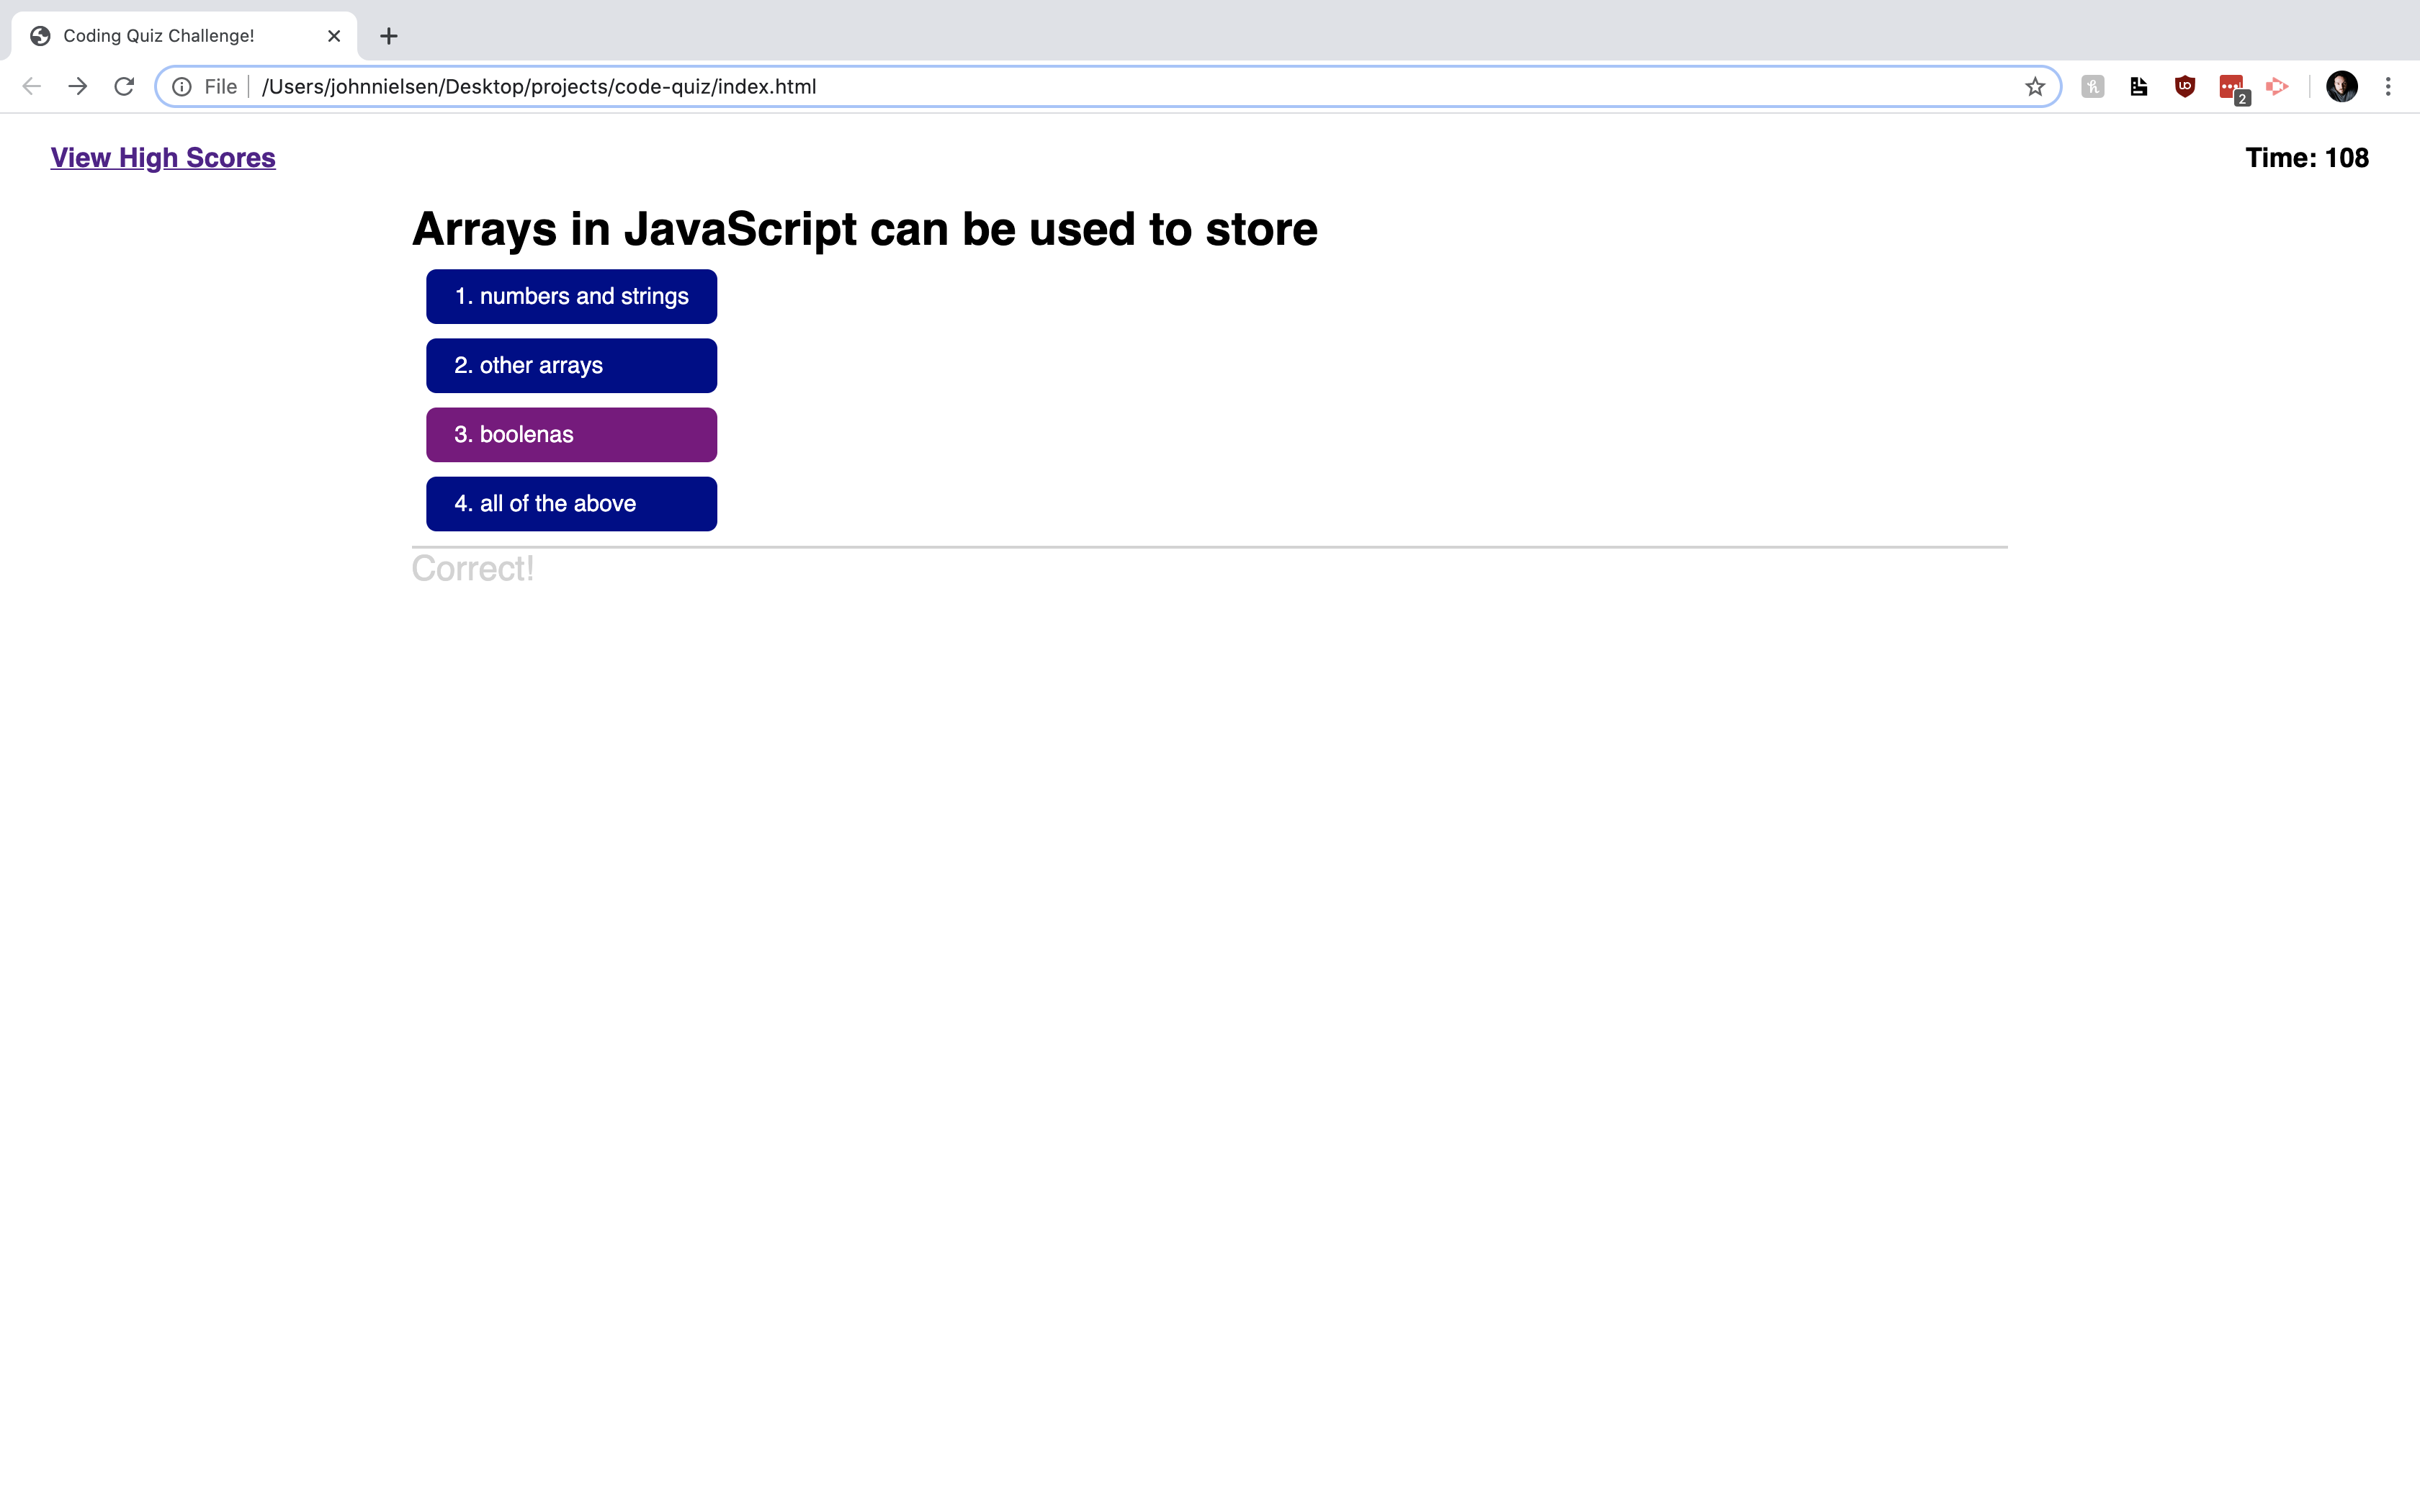 Coding Quiz Challenge!
File /Users/johnnielsen/Desktop/projects/code-quiz/index.html
2
View High Scores
Time: 108
Arrays in JavaScript can be used to store
1. numbers and strings
2. other arrays
3. boolenas
4. all of the above
Correct!